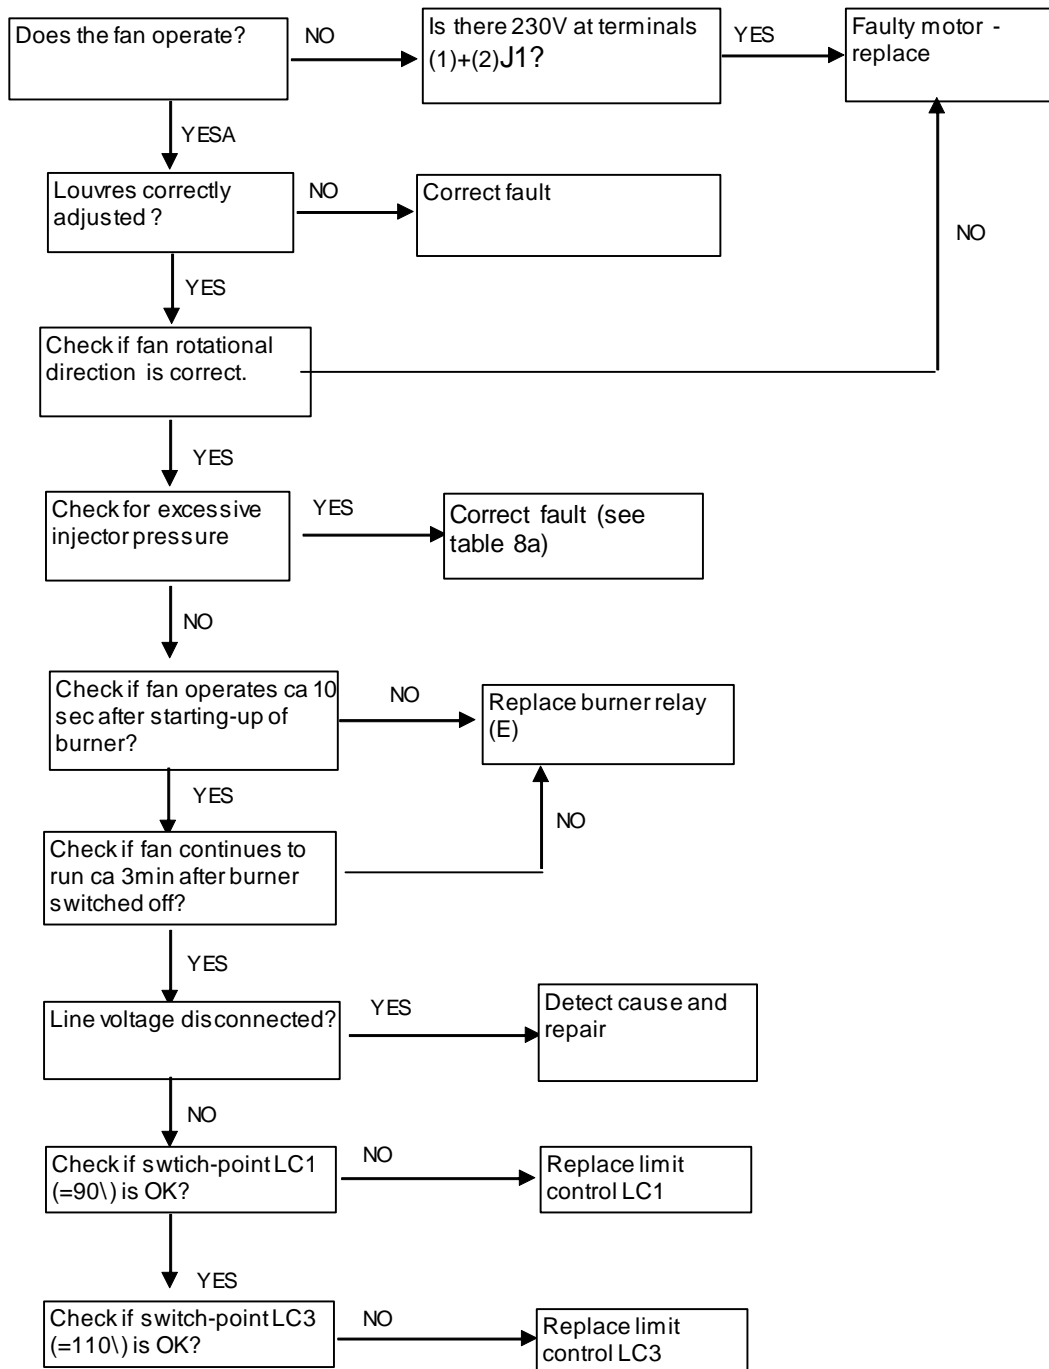 Does the fan operate?
NO
Is there 230V at terminals
(1)+(2)J1?
YES
Faulty motor -
replace
YESA
Louvres correctly
adjusted ?
NO
Correct fault
NO
YES
Check if fan rotational
direction is correct.
YES
Check for excessive
injector pressure
YES
Correct fault (see
table 8a)
NO
Check if fan operates ca 10
sec after starting-up of
burner?
NO
Replace burner relay
(E)
YES
NO
Check if fan continues to
run ca 3min after burner
switched off?
YES
Line voltage disconnected?
YES
Detect cause and
repair
NO
Check if swtich-point LC1
(=90\) is OK?
NO
Replace limit
control LC1
YES
Check if switch-point LC3
(=110\) is OK?
NO
Replace limit
control LC3